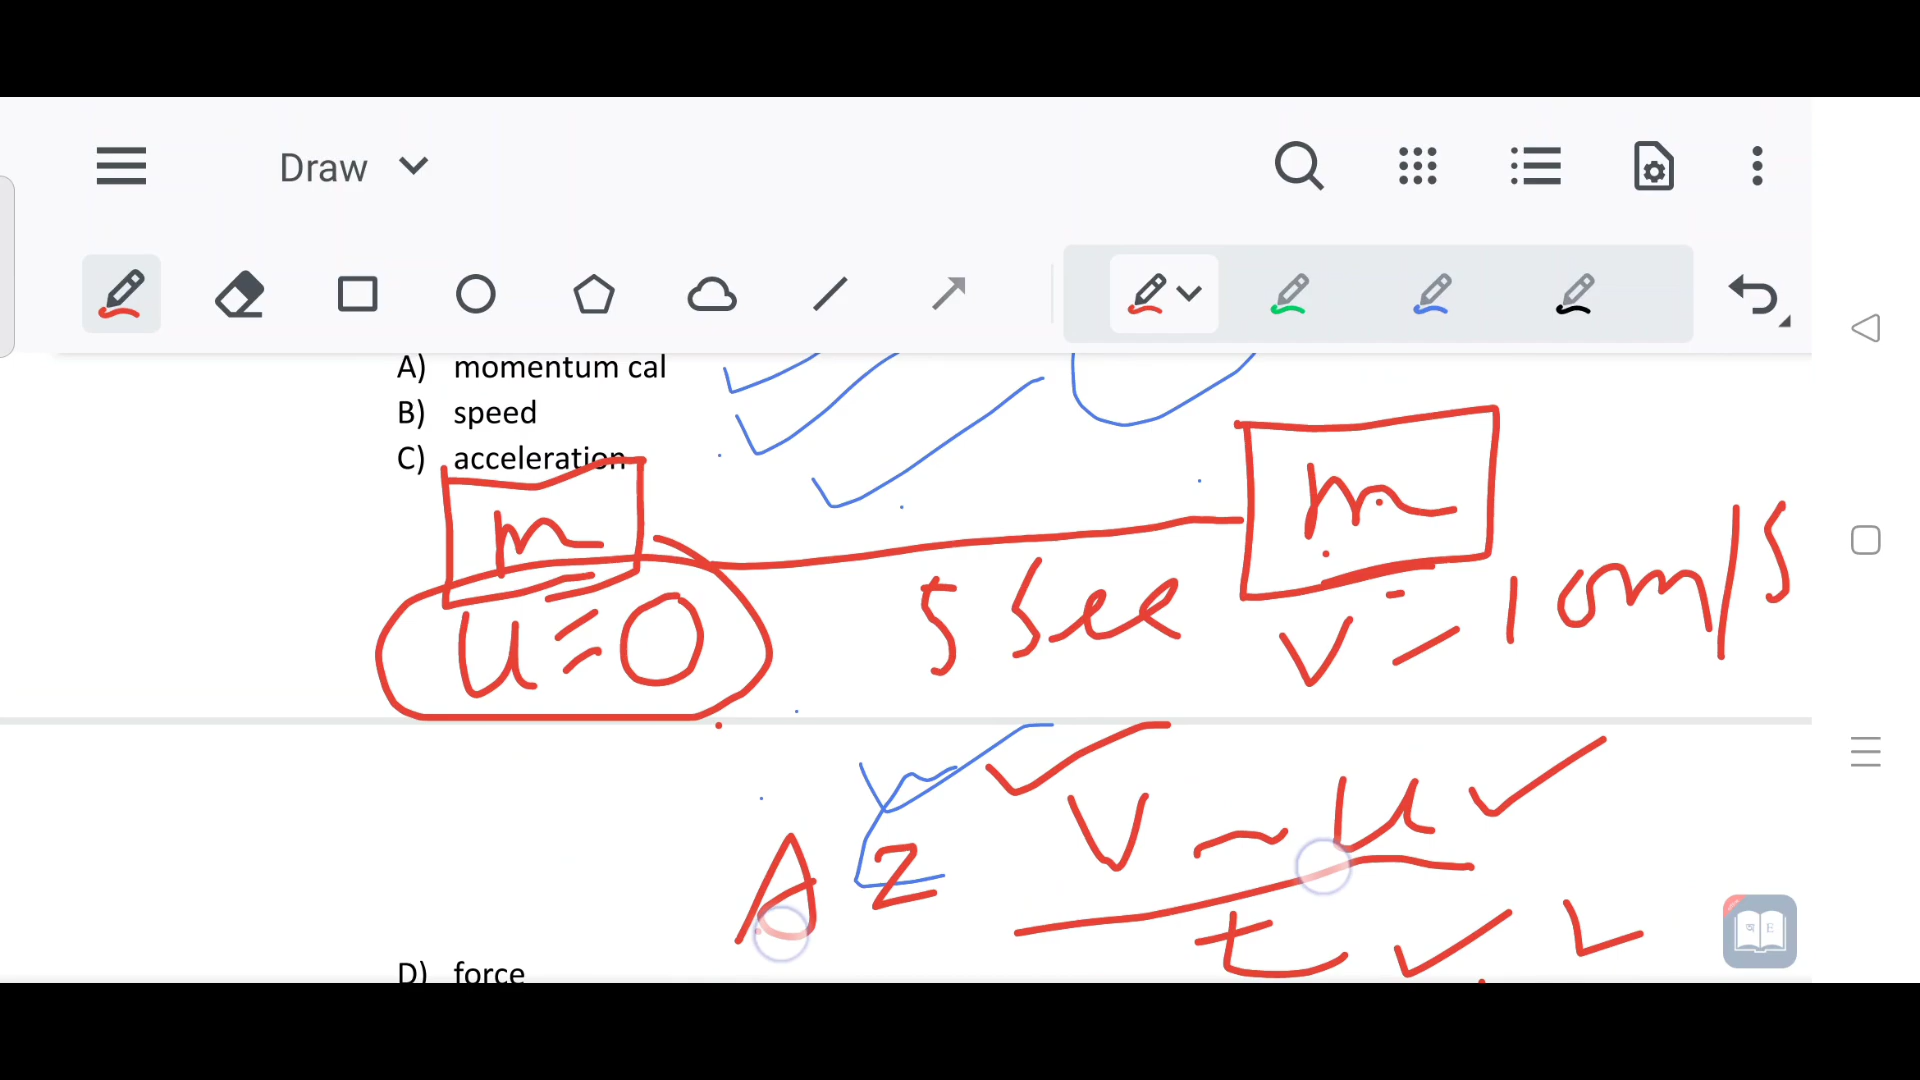 Draw
A) momentum cal
B) speed
C) acceleration
m
m
u=0
5 sec
V - 10m/s
A = V - u
t
D) force
অ E